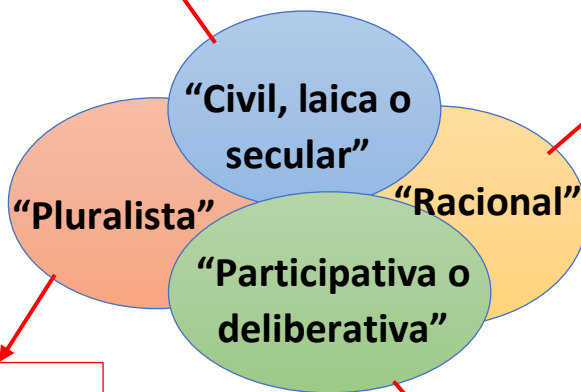 “Civil, laica o
secular”
“Pluralista”
“Racional”
“Participativa o
deliberativa”